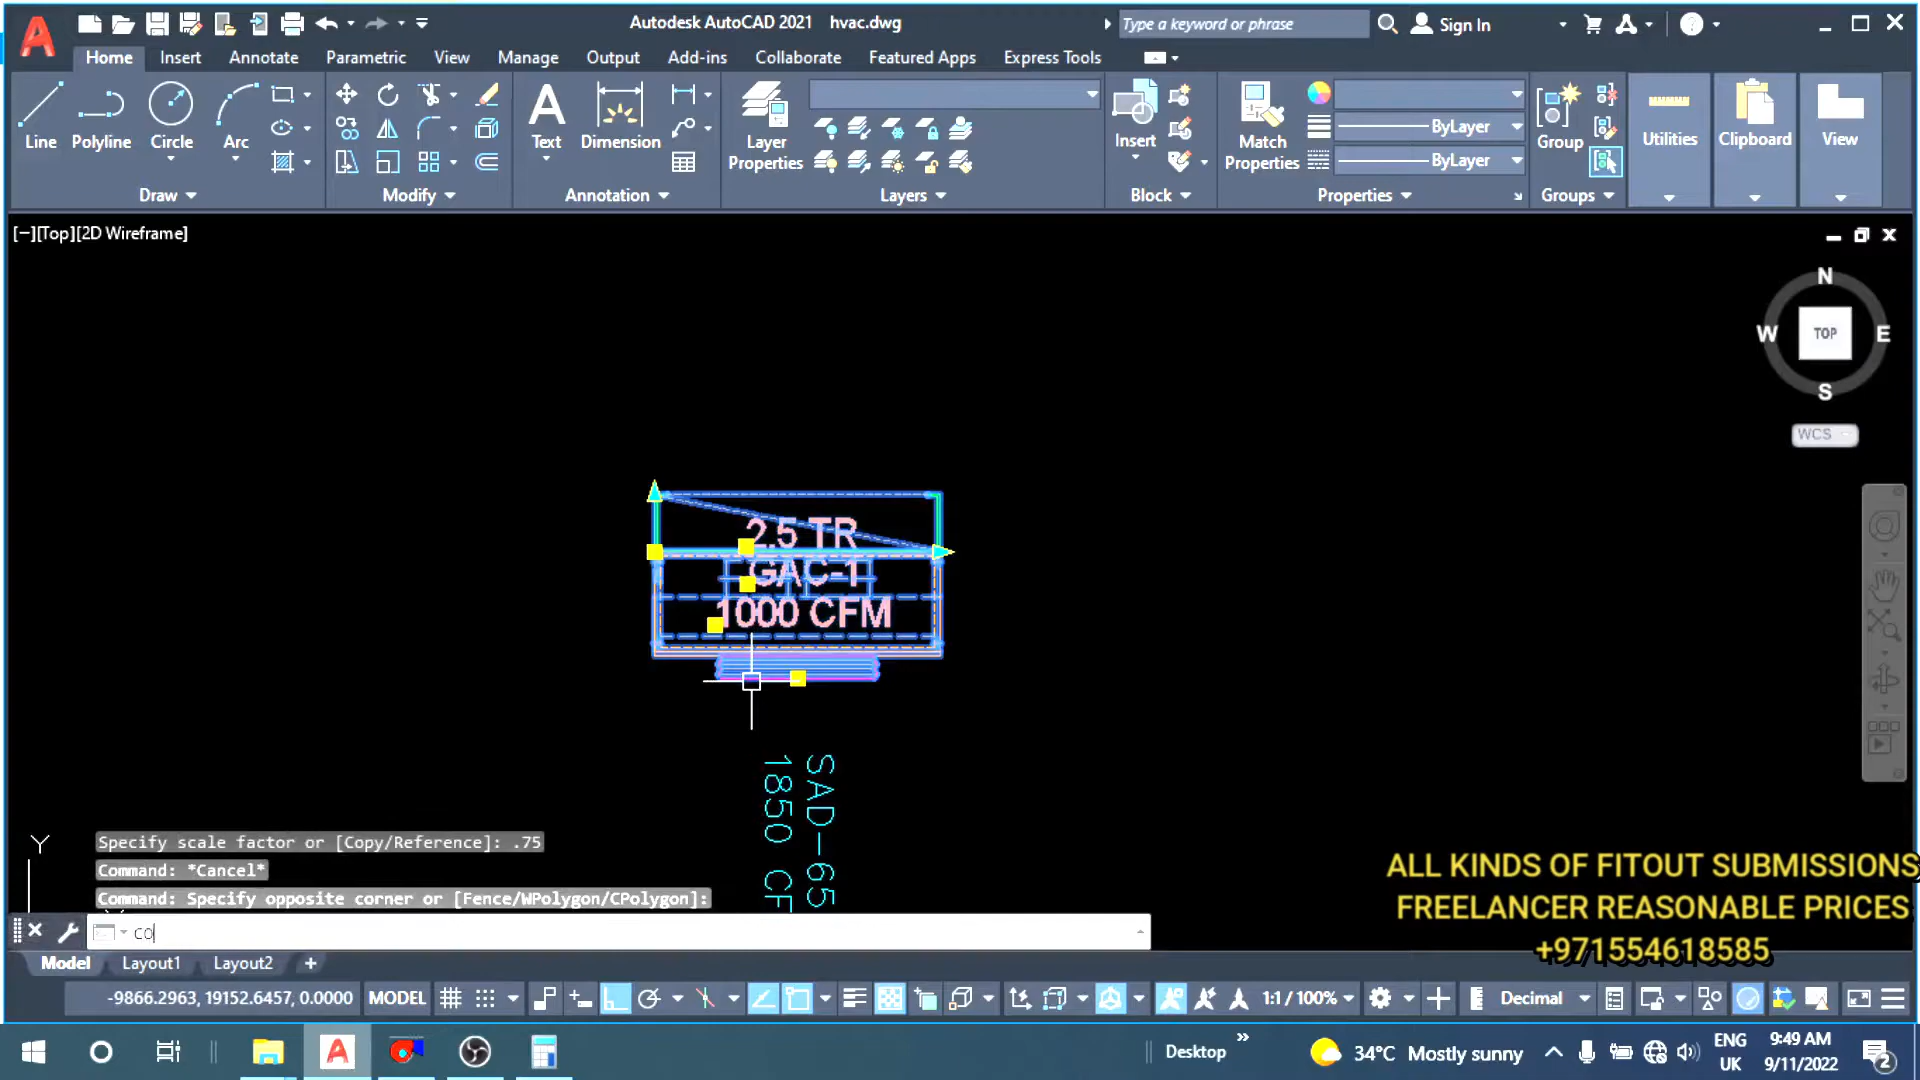 Autodesk AutoCAD 2021 hvac.dwg
Type a keyword or phrase
Sign In
Home Insert Annotate Parametric View Manage Output Add-ins Collaborate Featured Apps Express Tools
Line Polyline Circle Arc
Text Dimension
Layer Properties
Insert
Match Properties
ByLayer
ByLayer
Group
Utilities
Clipboard
View
Draw Modify Annotation Layers Block Properties Groups
[−][Top][2D Wireframe]
N
W TOP E
S
WCS
2.5 TR
GAC-1
1000 CFM
SAD-65
1850 CF
Y
Specify scale factor or [Copy/Reference]: .75
Command: *Cancel*
Command: Specify opposite corner or [Fence/WPolygon/CPolygon]:
CO
ALL KINDS OF FITOUT SUBMISSIONS
FREELANCER REASONABLE PRICES
+971554618585
Model Layout1 Layout2 +
-9866.2963, 19152.6457, 0.0000 MODEL 1:1 / 100% Decimal
Desktop
34°C Mostly sunny
ENG
UK
9:49 AM
9/11/2022
2